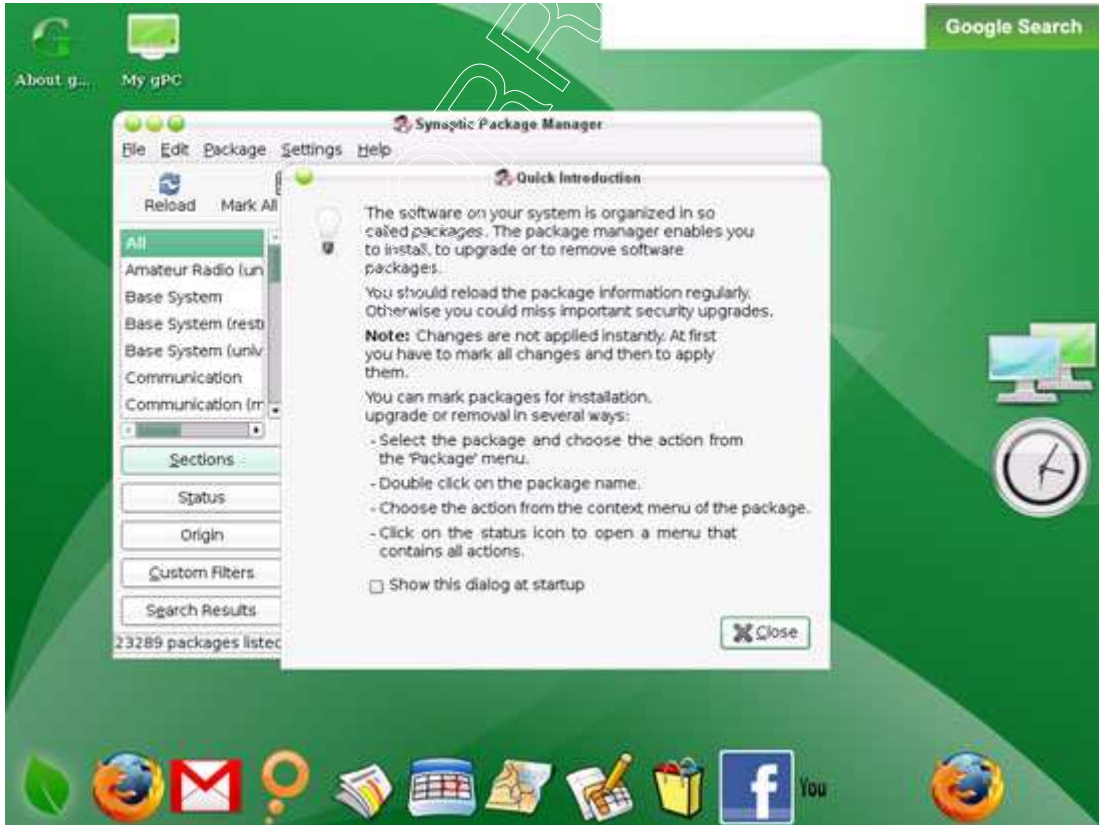 Google Search
About g...
My gPC
Synaptic Package Manager
File Edit Package Settings Help
Reload Mark All
Quick Introduction
The software on your system is organized in so
called packages. The package manager enables you
to install, to upgrade or to remove software
packages.
You should reload the package information regularly.
Otherwise you could miss important security upgrades.
Note: Changes are not applied instantly. At first
you have to mark all changes and then to apply
them.
You can mark packages for installation,
upgrade or removal in several ways:
- Select the package and choose the action from
the 'Package' menu.
- Double click on the package name.
- Choose the action from the context menu of the package.
- Click on the status icon to open a menu that
contains all actions.
Show this dialog at startup
Close
All
Amateur Radio (un
Base System
Base System (restr
Base System (univ
Communication
Communication (m
Sections
Status
Origin
Custom Filters
Search Results
23289 packages listed
You